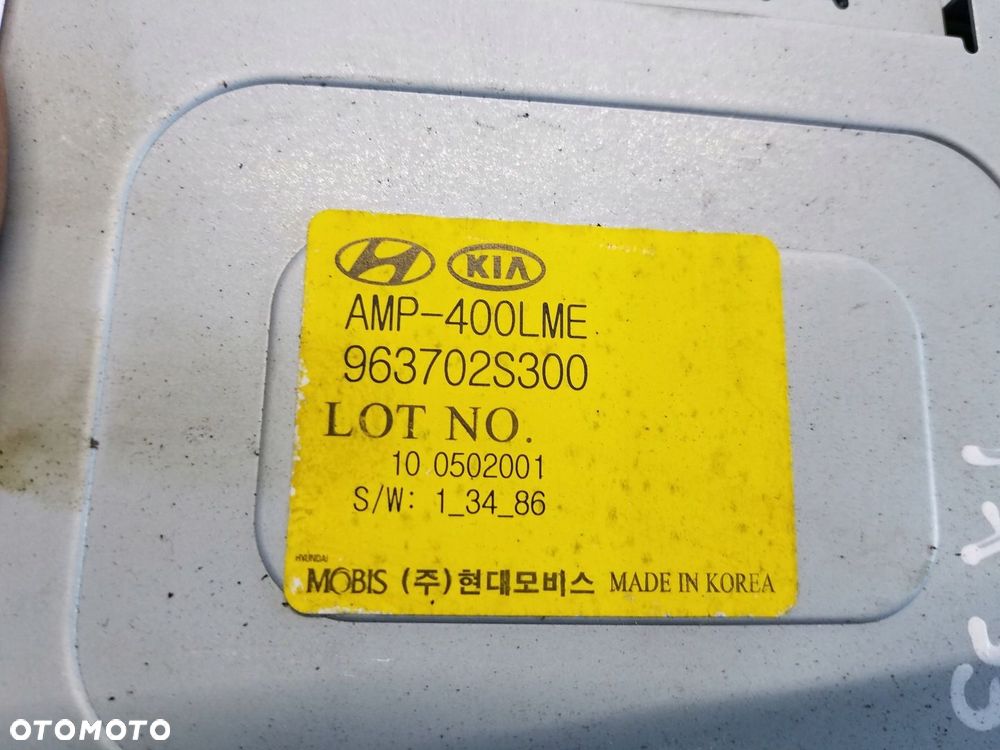 KIA
AMP-400LME
963702S300
LOT NO.
10 0502001
S/W: 1_34_86
HYUNDAI
MOBIS (주)현대모비스 MADE IN KOREA
OTOMOTO